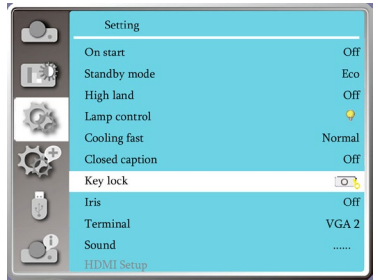 Setting
On start Off
Standby mode Eco
High land Off
Lamp control
Cooling fast Normal
Closed caption Off
Key lock
Iris Off
Terminal VGA 2
Sound ......
HDMI Setup